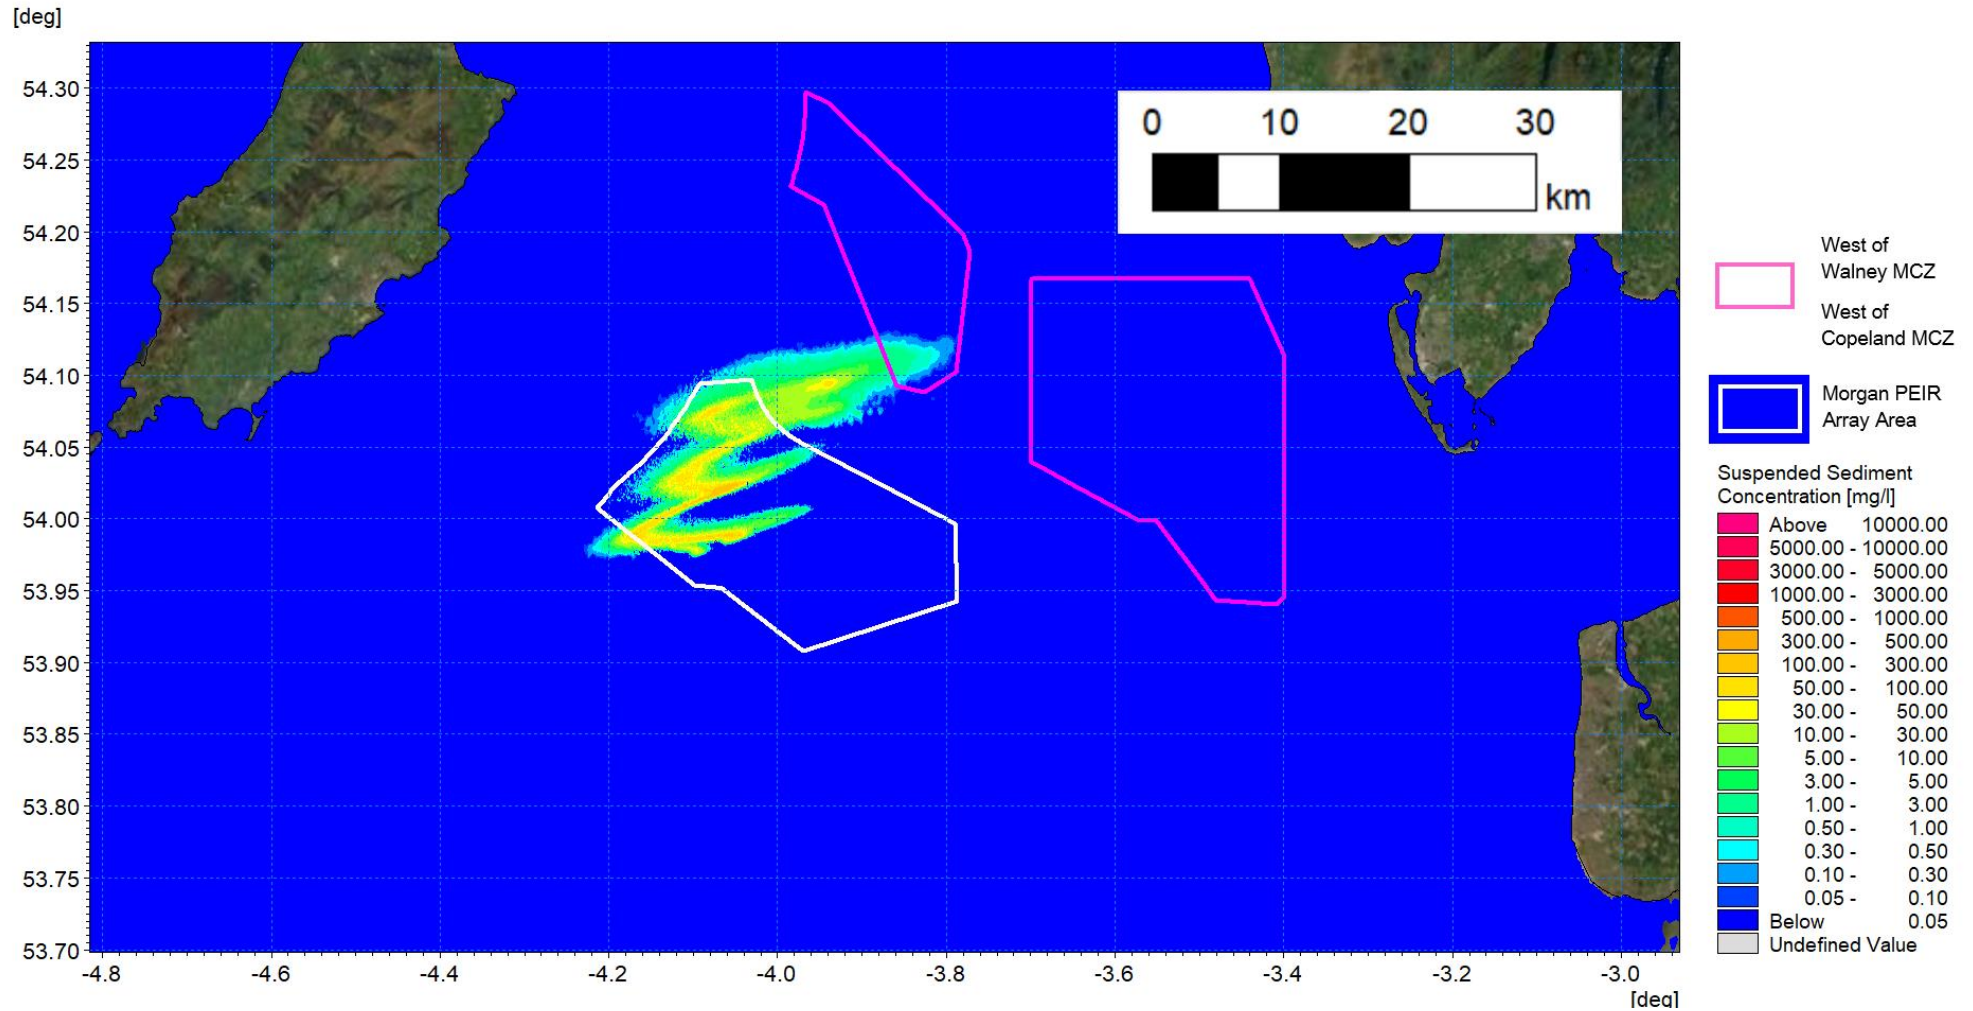 [deg]
54.30
54.25
54.20
54.15
54.10
54.05
54.00
53.95
53.90
53.85
53.80
53.75
53.70
-4.8 -4.6 -4.4 -4.2 -4.0 -3.8 -3.6 -3.4 -3.2 -3.0
[deg]
0 10 20 30
km
West of
Walney MCZ
West of
Copeland MCZ
Morgan PEIR
Array Area
Suspended Sediment
Concentration [mg/l]
Above 10000.00
5000.00 - 10000.00
3000.00 - 5000.00
1000.00 - 3000.00
500.00 - 1000.00
300.00 - 500.00
100.00 - 300.00
50.00 - 100.00
30.00 - 50.00
10.00 - 30.00
5.00 - 10.00
3.00 - 5.00
1.00 - 3.00
0.50 - 1.00
0.30 - 0.50
0.10 - 0.30
0.05 - 0.10
Below 0.05
Undefined Value